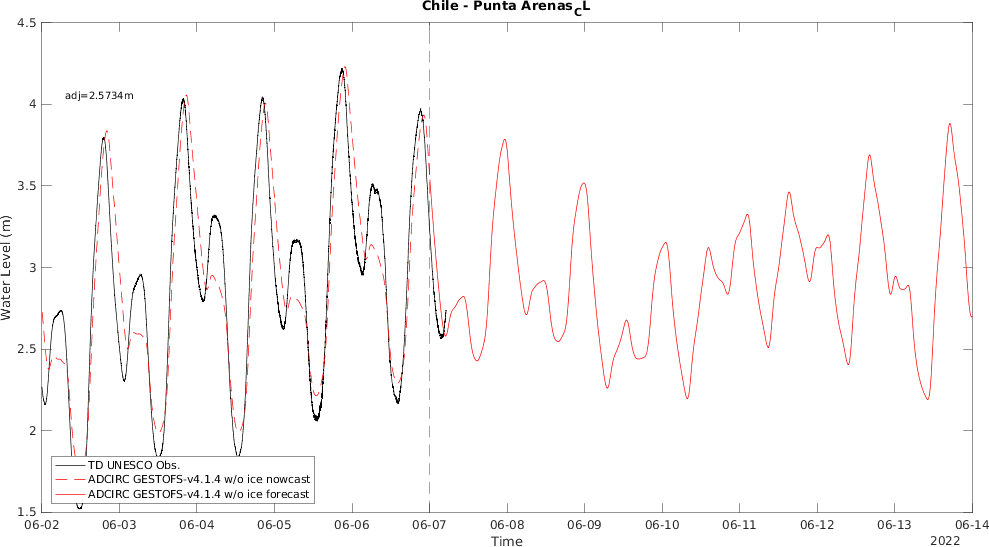 Chile - Punta Arenas_CL
4.5
4
3.5
3
2.5
2
1.5
Water Level (m)
adj=2.5734m
TD UNESCO Obs.
ADCIRC GESTOFS-v4.1.4 w/o ice nowcast
ADCIRC GESTOFS-v4.1.4 w/o ice forecast
06-02 06-03 06-04 06-05 06-06 06-07 06-08 06-09 06-10 06-11 06-12 06-13 06-14
Time
2022